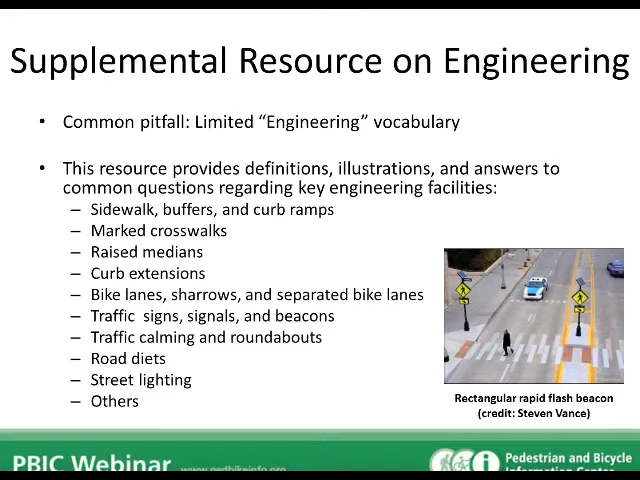 Supplemental Resource on Engineering
• Common pitfall: Limited “Engineering” vocabulary
• This resource provides definitions, illustrations, and answers to
common questions regarding key engineering facilities:
– Sidewalk, buffers, and curb ramps
– Marked crosswalks
– Raised medians
– Curb extensions
– Bike lanes, sharrows, and separated bike lanes
– Traffic signs, signals, and beacons
– Traffic calming and roundabouts
– Road diets
– Street lighting
– Others
Rectangular rapid flash beacon
(credit: Steven Vance)
PBIC Webinar www.pedbikeinfo.org
Pedestrian and Bicycle
Information Center